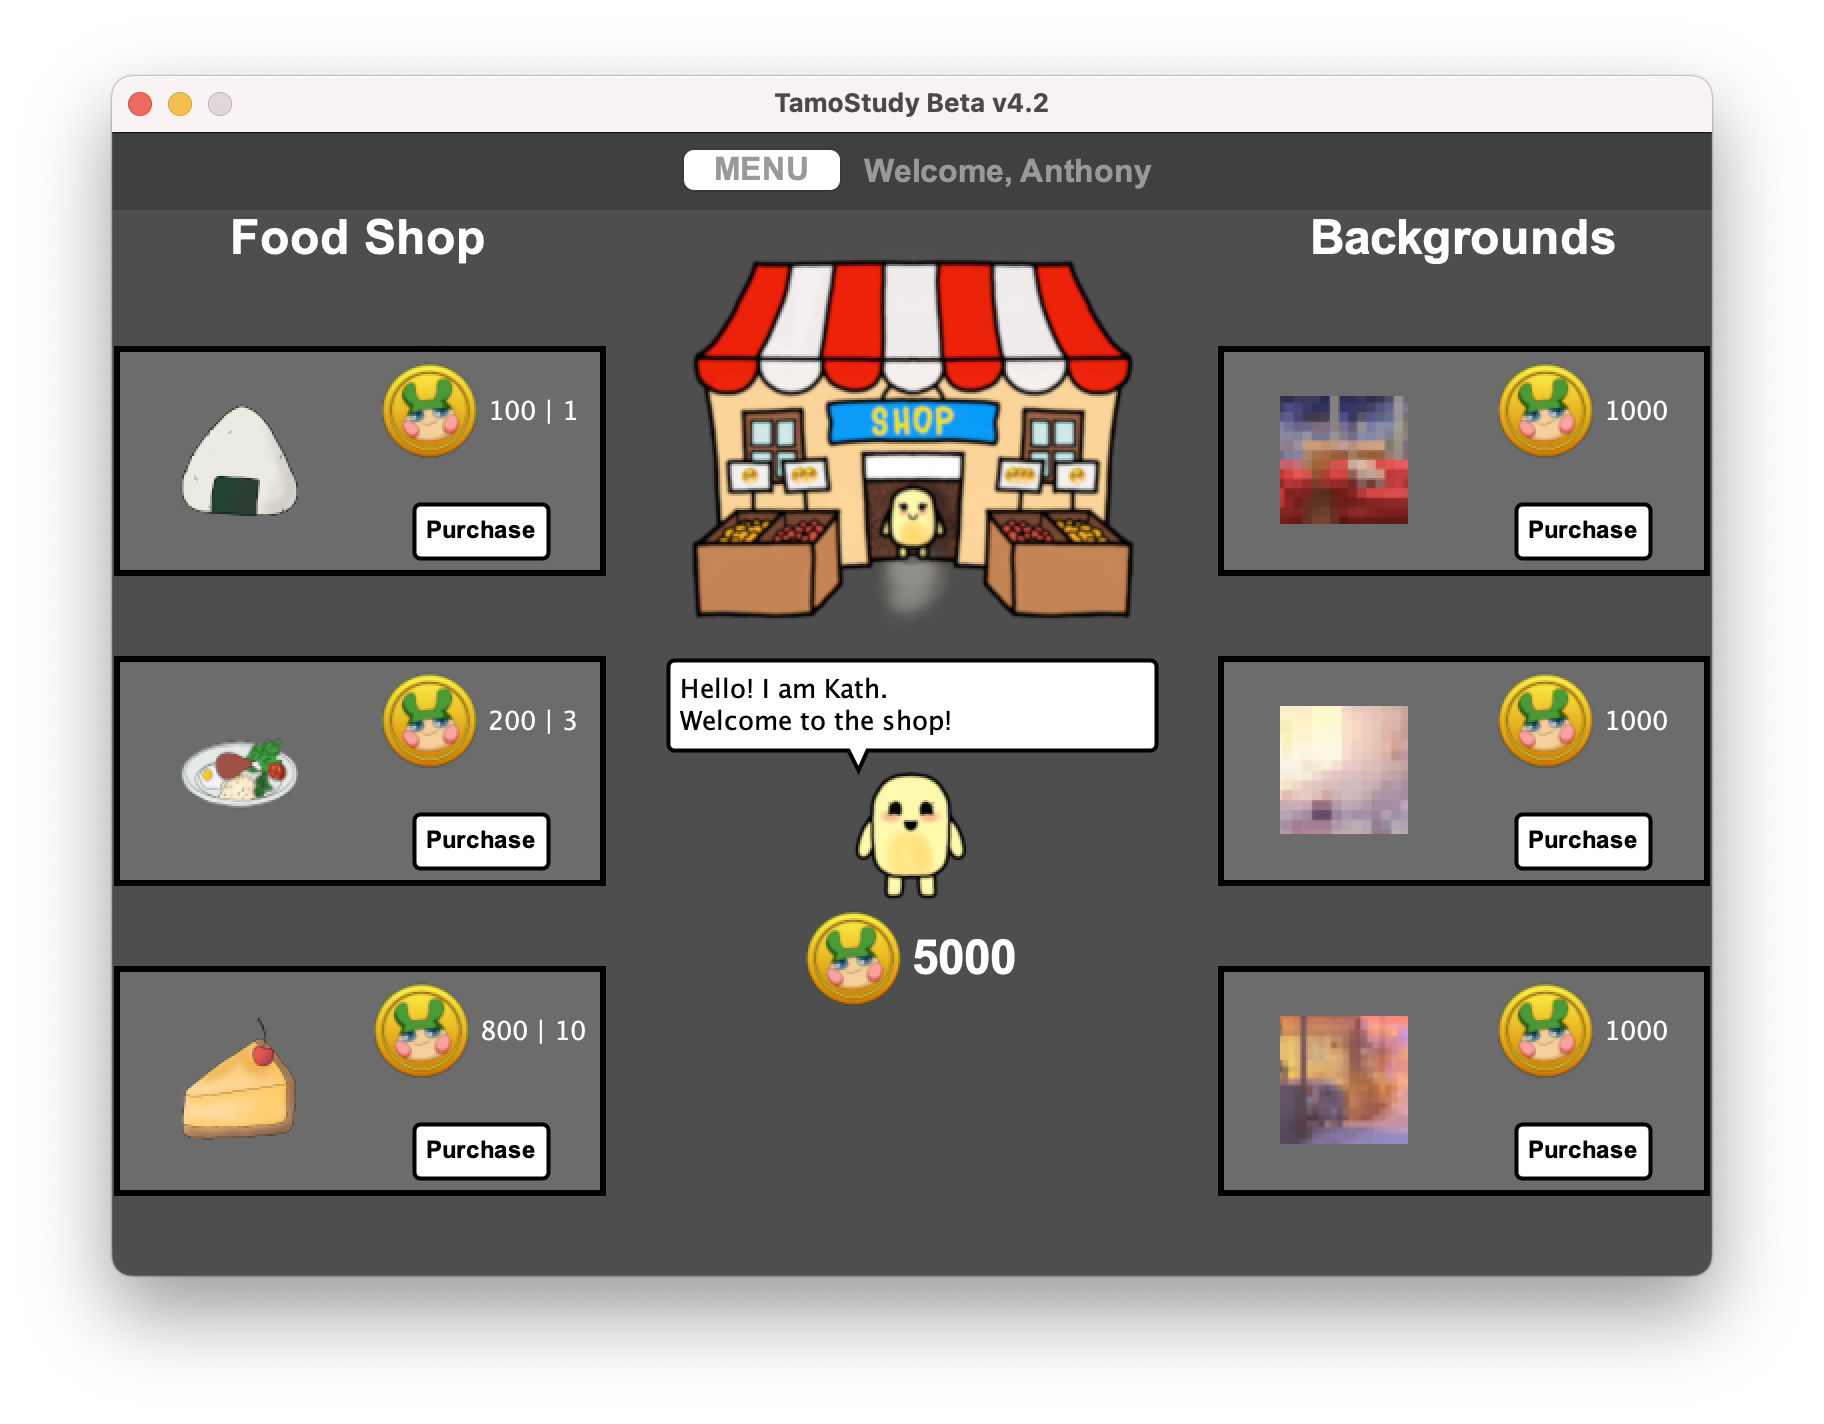 TamoStudy Beta v4.2
MENU
Welcome, Anthony
Food Shop
100 | 1
Purchase
200 | 3
Purchase
800 | 10
Purchase
SHOP
Hello! I am Kath.
Welcome to the shop!
5000
Backgrounds
1000
Purchase
1000
Purchase
1000
Purchase